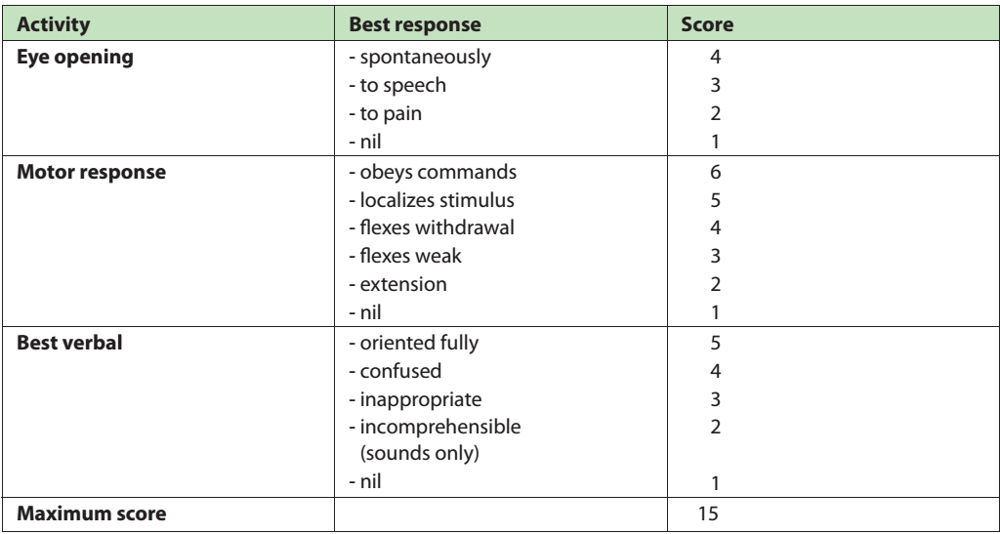 Activity Best response Score
Eye opening - spontaneously 4
- to speech 3
- to pain 2
- nil 1
Motor response - obeys commands 6
- localizes stimulus 5
- flexes withdrawal 4
- flexes weak 3
- extension 2
- nil 1
Best verbal - oriented fully 5
- confused 4
- inappropriate 3
- incomprehensible 2
(sounds only)
- nil 1
Maximum score 15